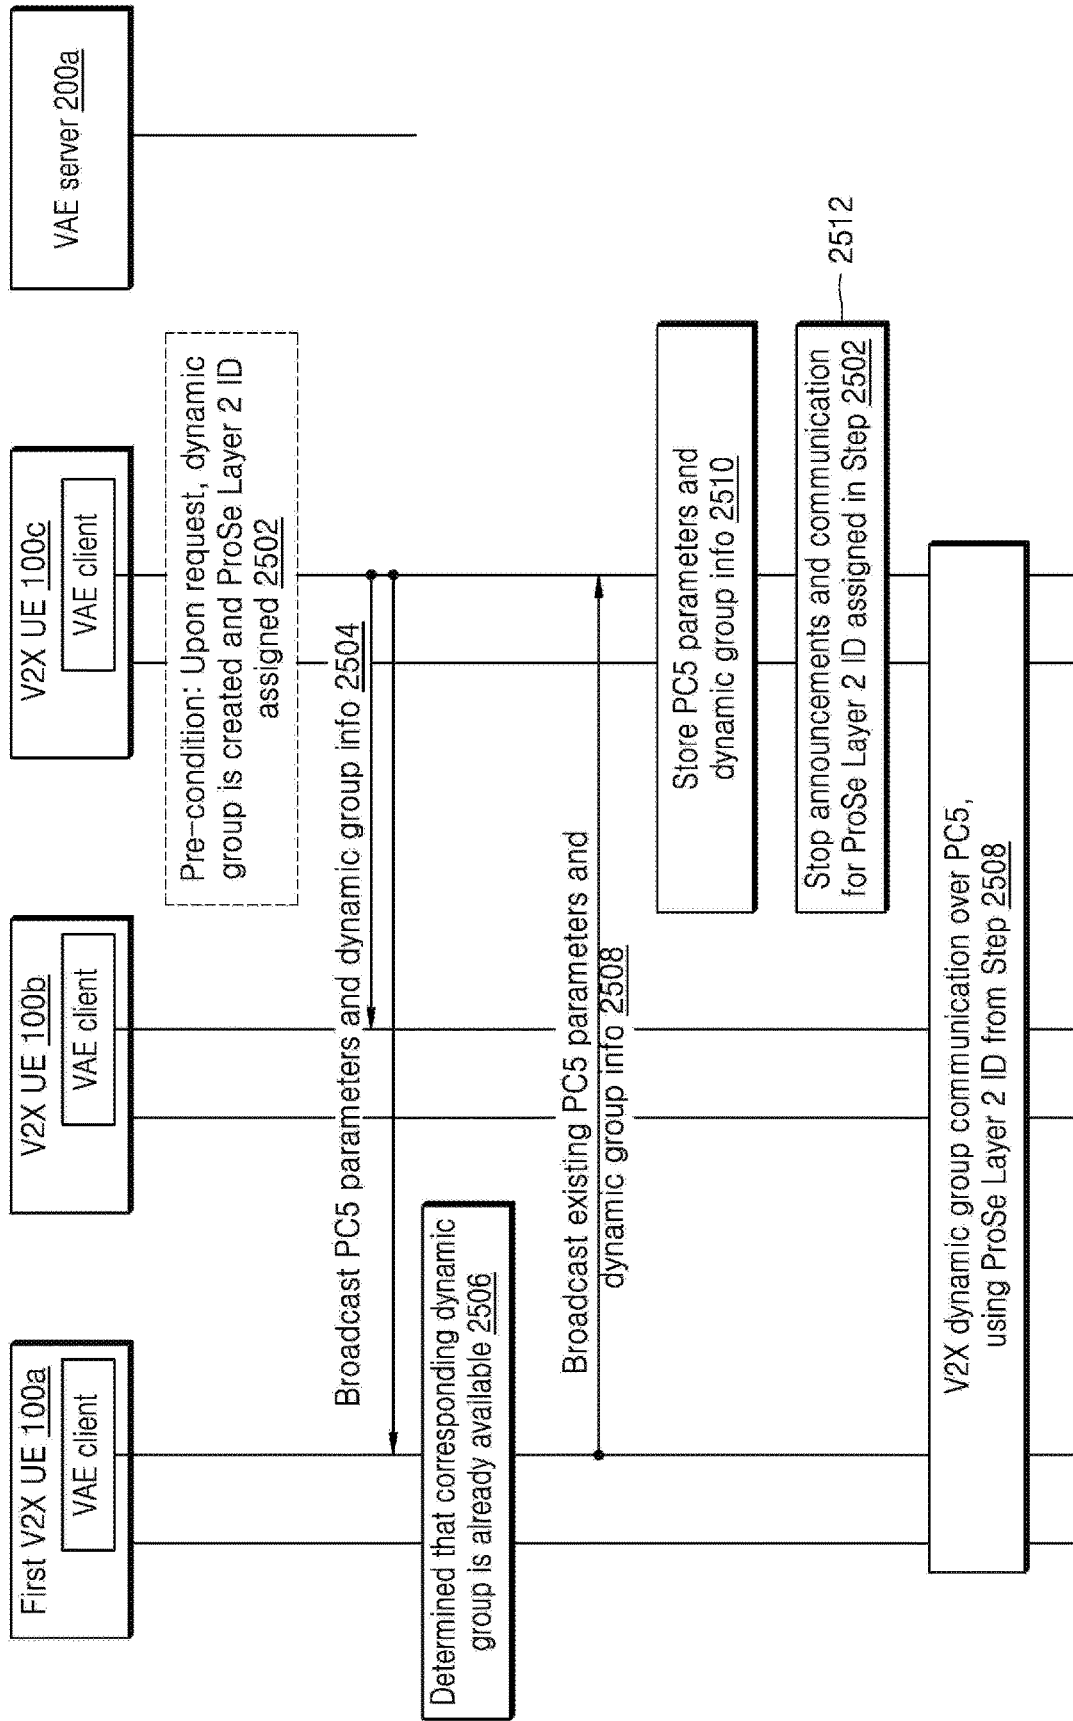 First V2X UE 100a
VAE client
V2X UE 100b
VAE client
V2X UE 100c
VAE client
VAE server 200a
Pre-condition: Upon request, dynamic
group is created and ProSe Layer 2 ID
assigned 2502
Broadcast PC5 parameters and dynamic group info 2504
Determined that corresponding dynamic
group is already available 2506
Broadcast existing PC5 parameters and
dynamic group info 2508
Store PC5 parameters and
dynamic group info 2510
Stop announcements and communication
for ProSe Layer 2 ID assigned in Step 2502
2512
V2X dynamic group communication over PC5,
using ProSe Layer 2 ID from Step 2508